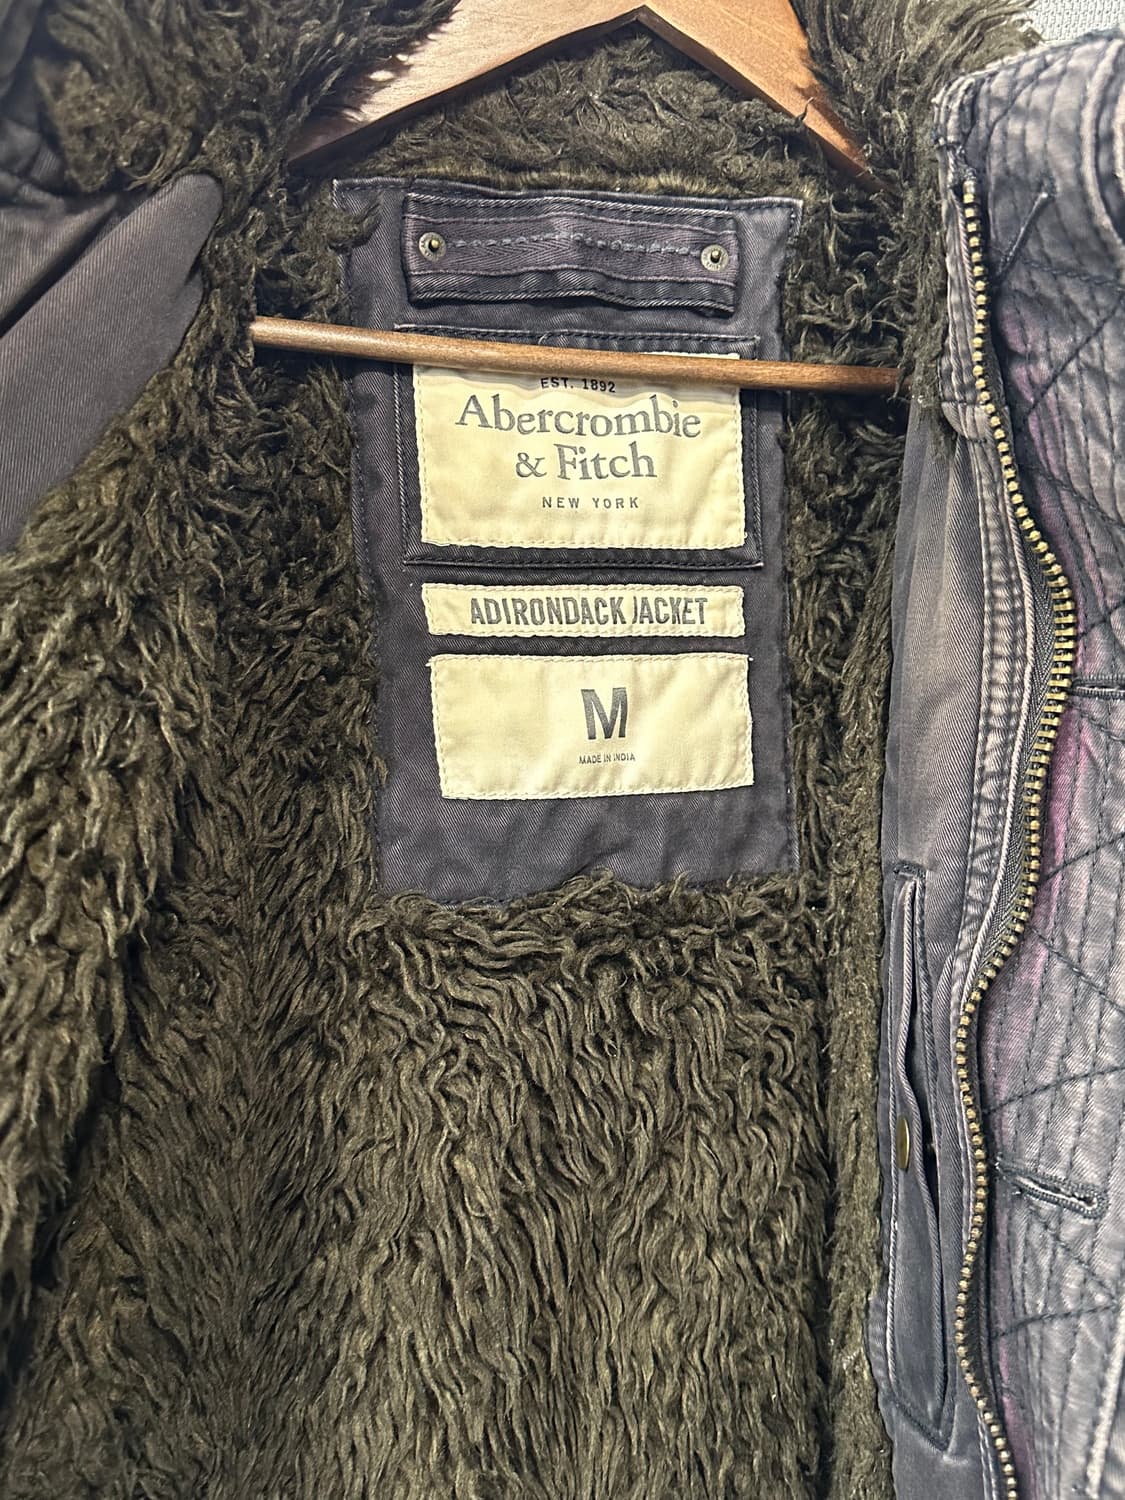 EST. 1892
Abercrombie
& Fitch
NEW YORK
ADIRONDACK JACKET
M
MADE IN INDIA